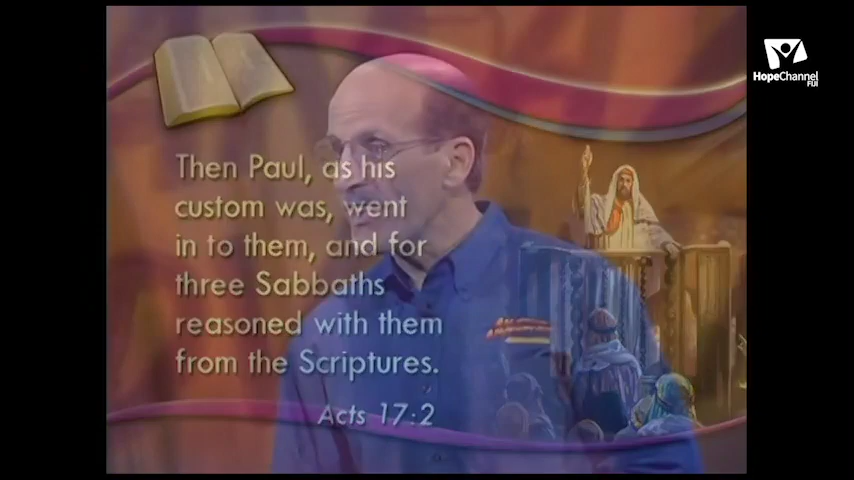 HopeChannel
FIJI
Then Paul, as his
custom was, went
in to them, and for
three Sabbaths
reasoned with them
from the Scriptures.
Acts 17:2